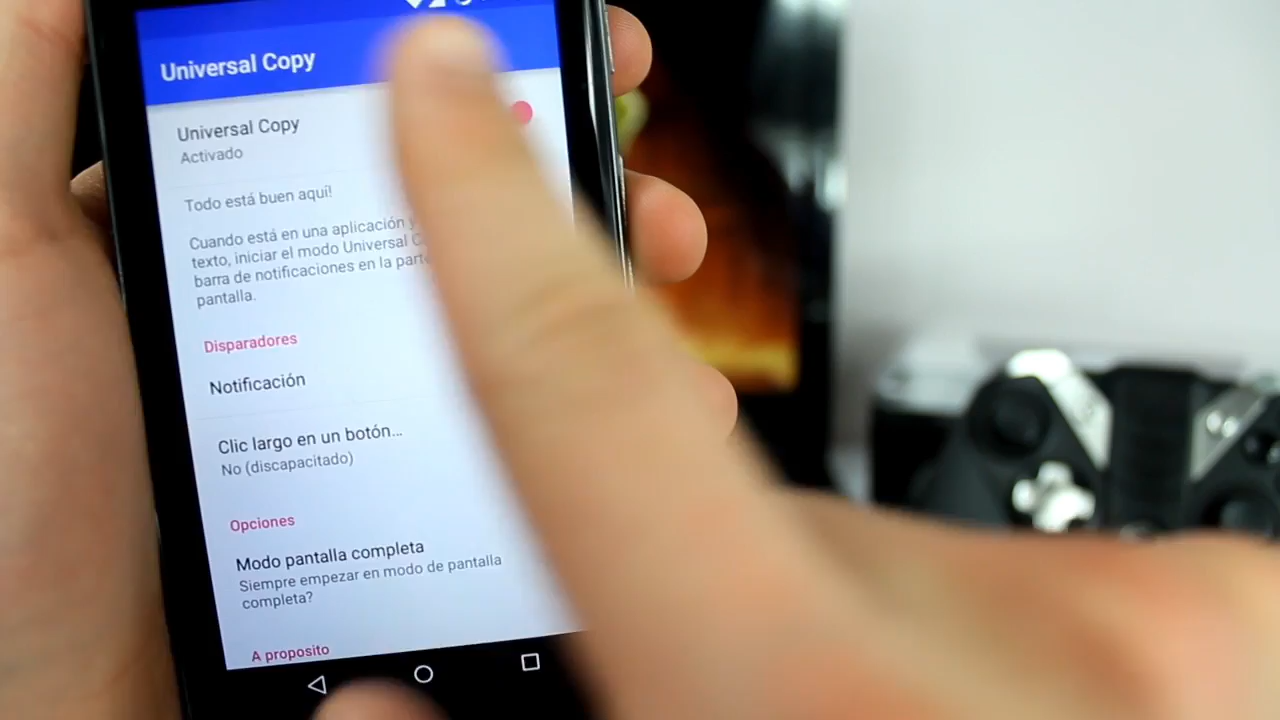 Universal Copy
Universal Copy
Activado
Todo está buen aquí!
Cuando está en una aplicación y
texto, iniciar el modo Universal
barra de notificaciones en la
pantalla.
Disparadores
Notificación
Clic largo en un botón...
No (discapacitado)
Opciones
Modo pantalla completa
Siempre empezar en modo de pantalla
completa?
A proposito